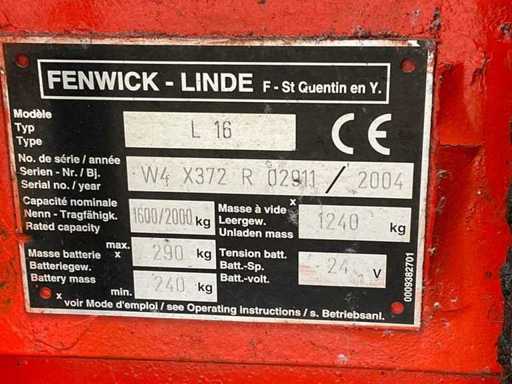 FENWICK - LINDE F - St Quentin en Y.
Modèle
Typ
Type
L 16
CE
No. de série / année
Serien - Nr. / Bj.
Serial no. / year
W4 X372 R 02911 / 2004
Capacité nominale
Nenn - Tragfähigk.
Rated capacity
1600/2000 kg
Masse à vide x
Leergew.
Unladen mass
1240 kg
Masse batterie x
Batteriegew.
Battery mass
max. 290 kg
min. 240 kg
Tension batt.
Batt.-Sp.
Batt.-volt.
24 V
x voir Mode d'emploi / see Operating instructions / s. Betriebsanl.
0009382701